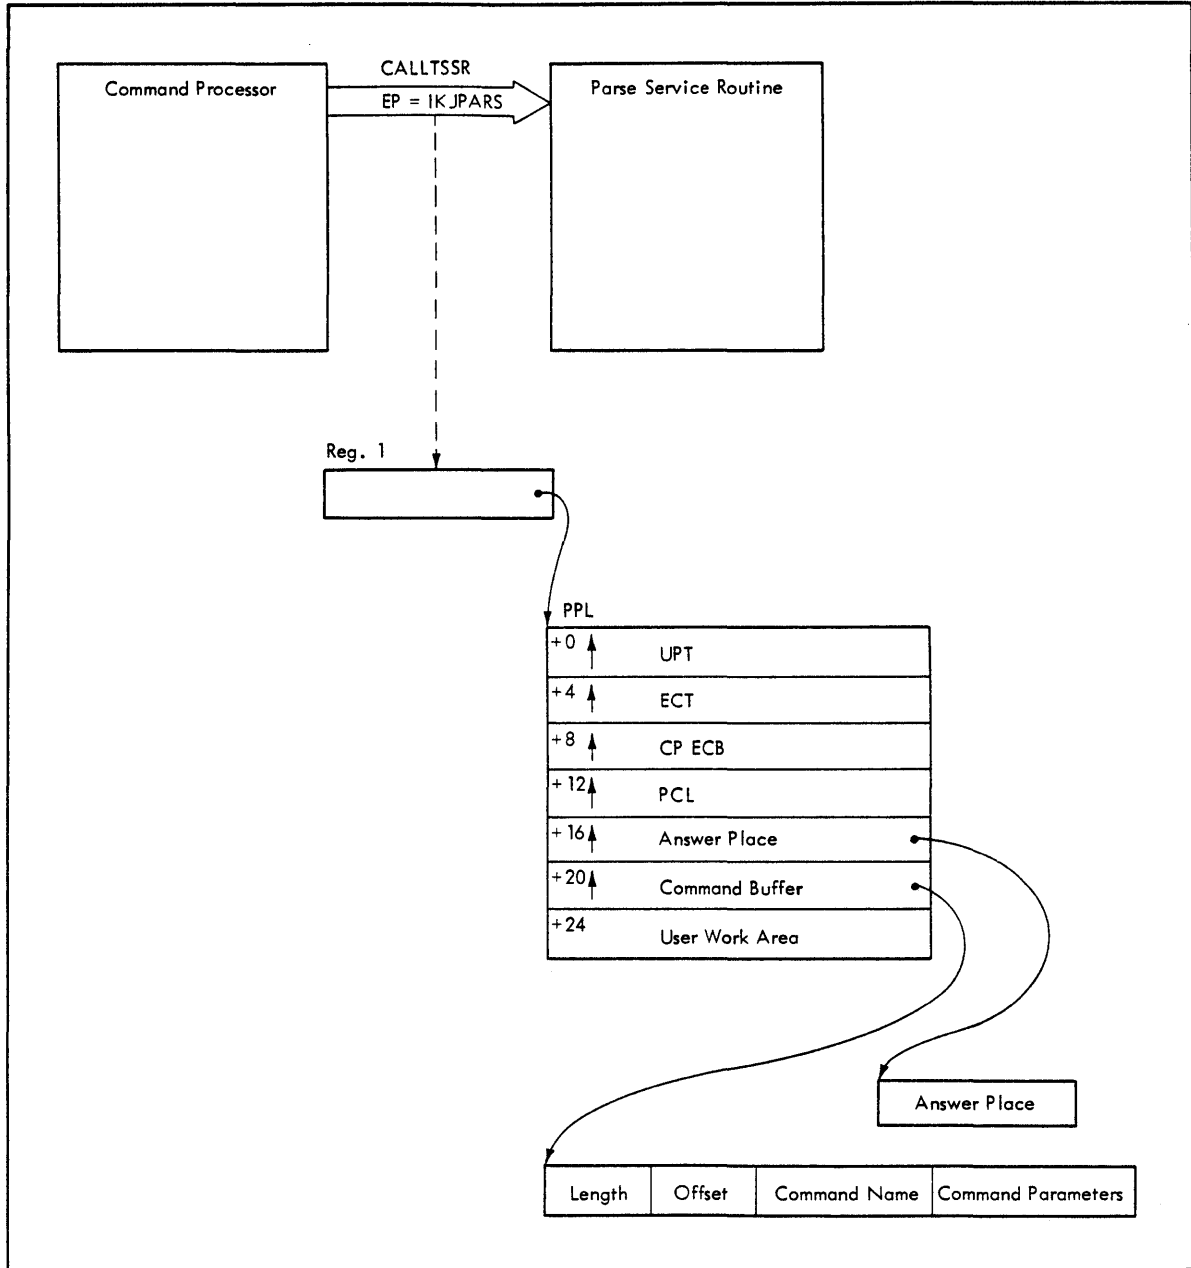 Command Processor
CALLTSSR
EP = IKJPARS
Parse Service Routine
Reg. 1
PPL
+0 UPT
+4 ECT
+8 CP ECB
+12 PCL
+16 Answer Place
+20 Command Buffer
+24 User Work Area
Answer Place
Length Offset Command Name Command Parameters